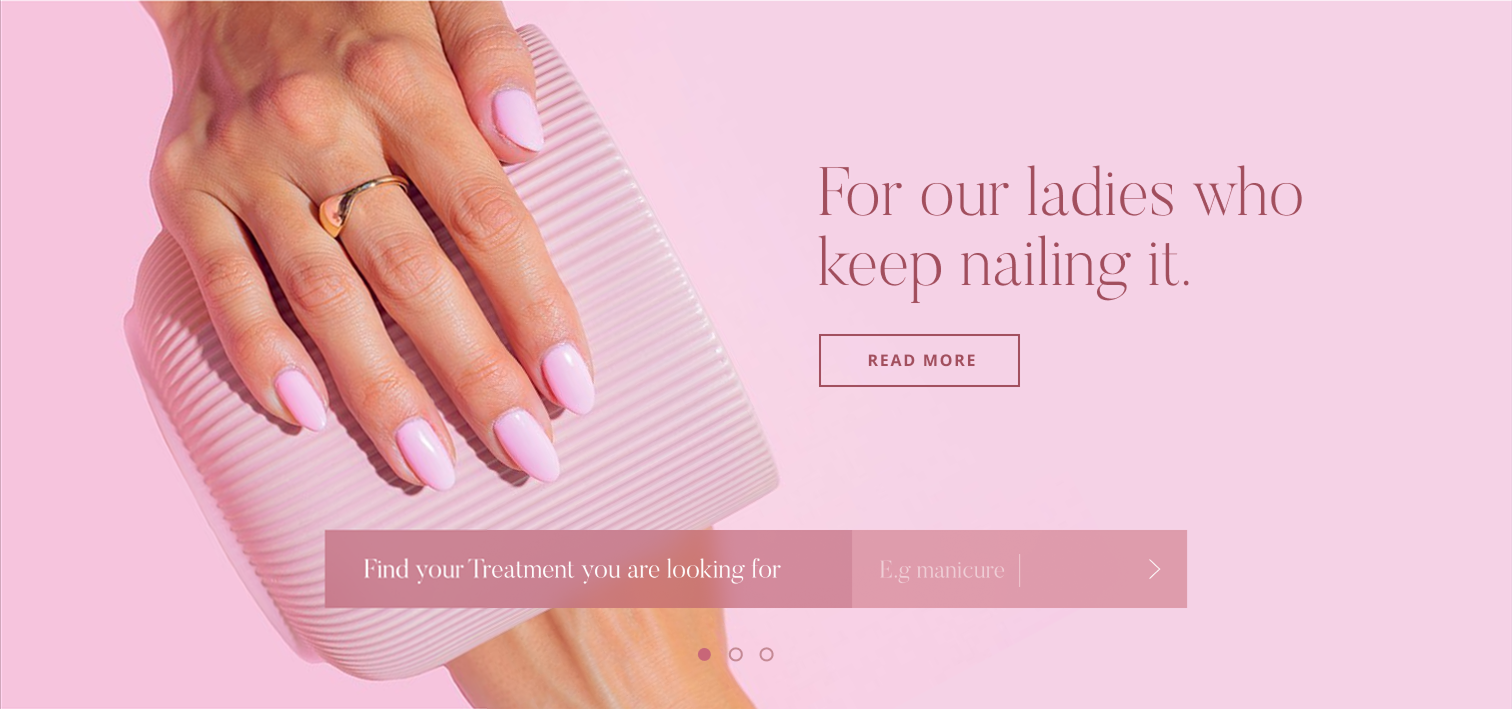 For our ladies who
keep nailing it.
READ MORE
Find your Treatment you are looking for
E.g manicure